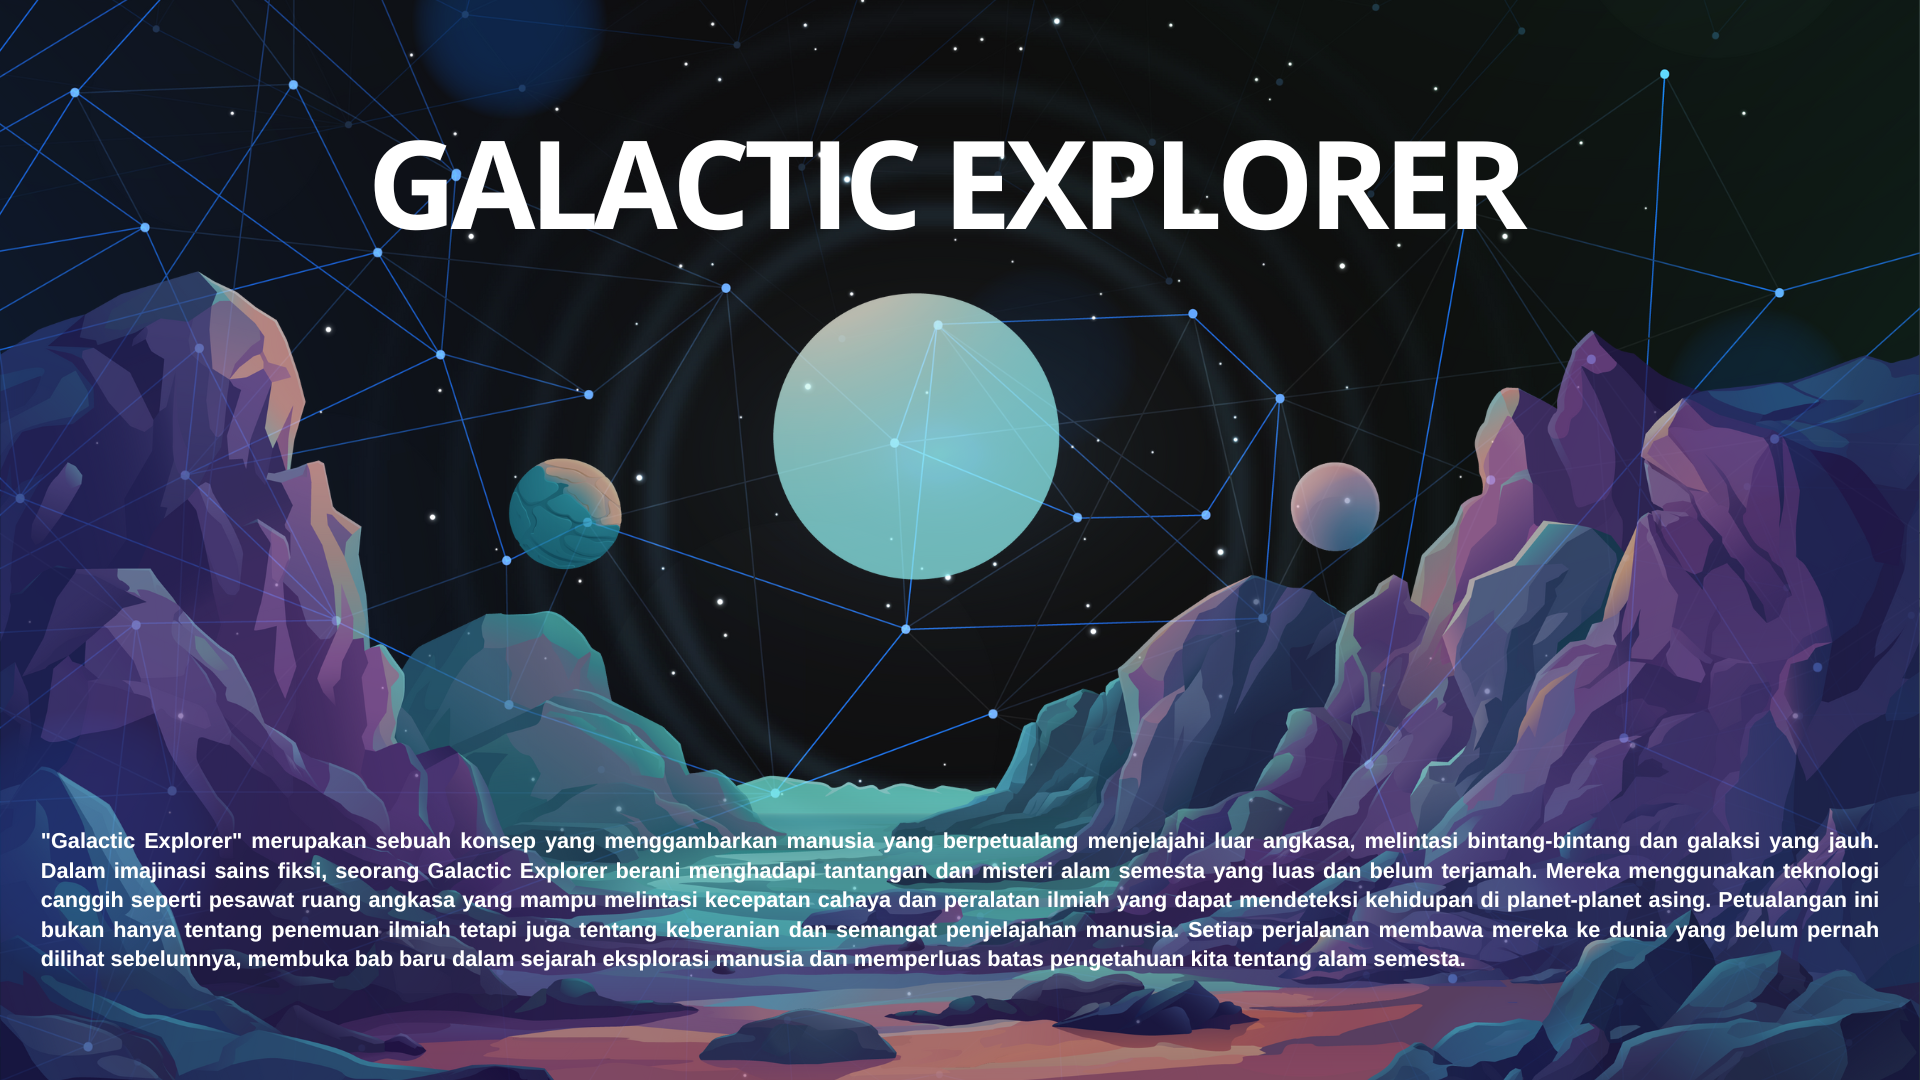 GALACTIC EXPLORER
"Galactic Explorer" merupakan sebuah konsep yang menggambarkan manusia yang berpetualang menjelajahi luar angkasa, melintasi bintang-bintang dan galaksi yang jauh.
Dalam imajinasi sains fiksi, seorang Galactic Explorer berani menghadapi tantangan dan misteri alam semesta yang luas dan belum terjamah. Mereka menggunakan teknologi
canggih seperti pesawat ruang angkasa yang mampu melintasi kecepatan cahaya dan peralatan ilmiah yang dapat mendeteksi kehidupan di planet-planet asing. Petualangan ini
bukan hanya tentang penemuan ilmiah tetapi juga tentang keberanian dan semangat penjelajahan manusia. Setiap perjalanan membawa mereka ke dunia yang belum pernah
dilihat sebelumnya, membuka bab baru dalam sejarah eksplorasi manusia dan memperluas batas pengetahuan kita tentang alam semesta.